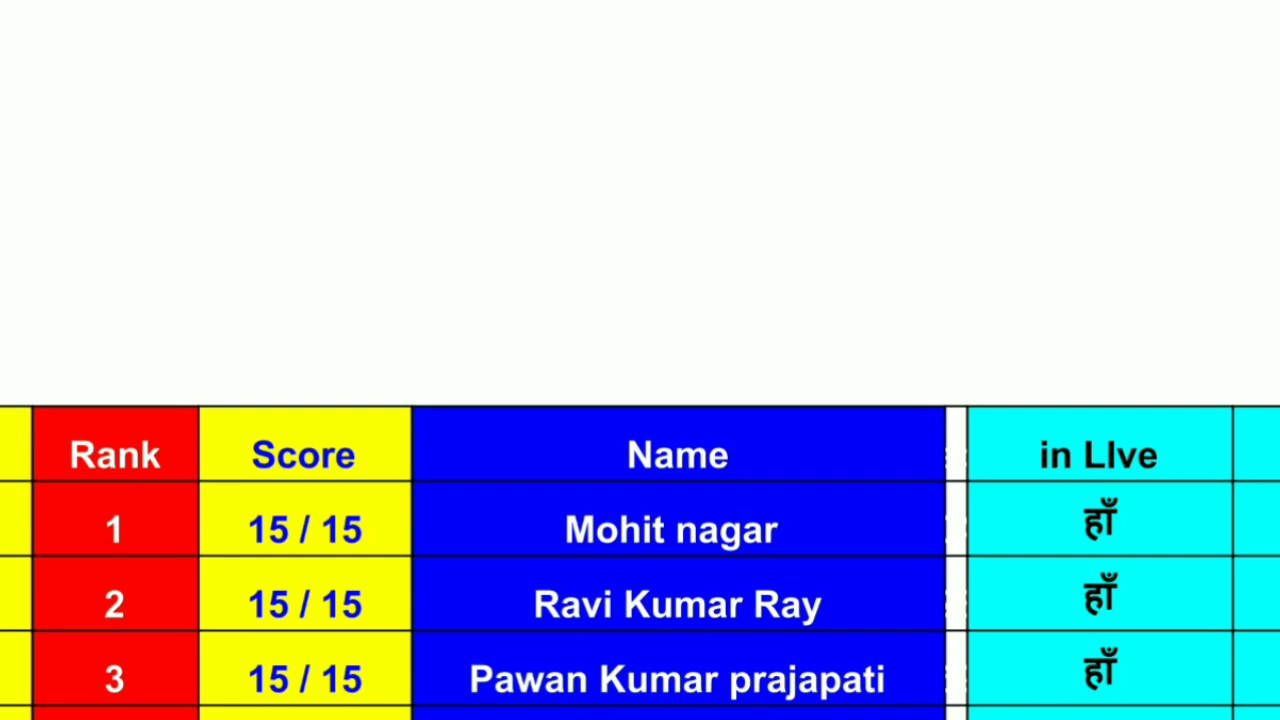 Rank Score Name in LIve
1 15 / 15 Mohit nagar हाँ
2 15 / 15 Ravi Kumar Ray हाँ
3 15 / 15 Pawan Kumar prajapati हाँ